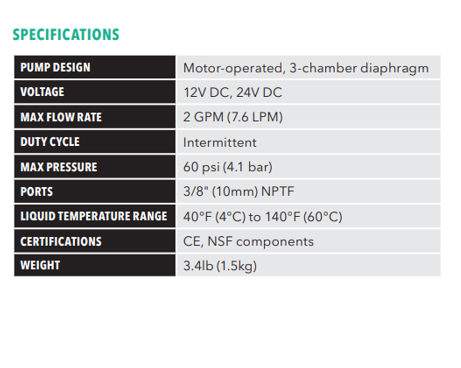 SPECIFICATIONS
PUMP DESIGN Motor-operated, 3-chamber diaphragm
VOLTAGE 12V DC, 24V DC
MAX FLOW RATE 2 GPM (7.6 LPM)
DUTY CYCLE Intermittent
MAX PRESSURE 60 psi (4.1 bar)
PORTS 3/8" (10mm) NPTF
LIQUID TEMPERATURE RANGE 40°F (4°C) to 140°F (60°C)
CERTIFICATIONS CE, NSF components
WEIGHT 3.4lb (1.5kg)